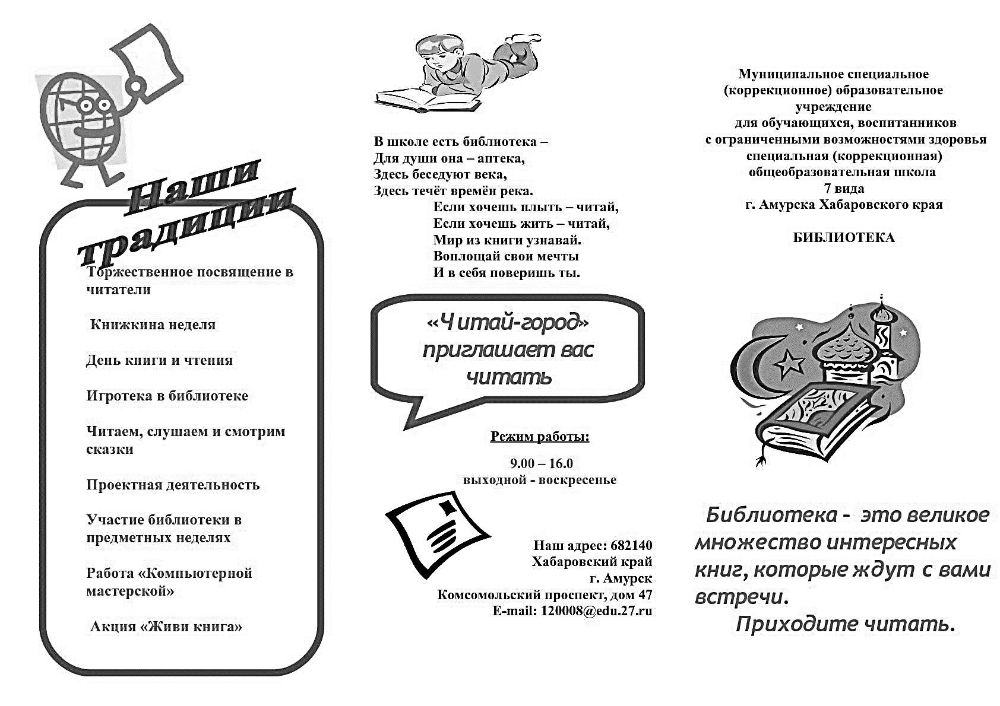 Наши
традиции
Торжественное посвящение в
читатели
Книжкина неделя
День книги и чтения
Игротека в библиотеке
Читаем, слушаем и смотрим
сказки
Проектная деятельность
Участие библиотеки в
предметных неделях
Работа «Компьютерной
мастерской»
Акция «Живи книга»
В школе есть библиотека –
Для души она – аптека,
Здесь беседуют века,
Здесь течёт времён река.
Если хочешь плыть – читай,
Если хочешь жить – читай,
Мир из книги узнавай.
Воплощай свои мечты
И в себя поверишь ты.
«Читай-город»
приглашает вас
читать
Режим работы:
9.00 – 16.0
выходной - воскресенье
Наш адрес: 682140
Хабаровский край
г. Амурск
Комсомольский проспект, дом 47
E-mail: 120008@edu.27.ru
Муниципальное специальное
(коррекционное) образовательное
учреждение
для обучающихся, воспитанников
с ограниченными возможностями здоровья
специальная (коррекционная)
общеобразовательная школа
7 вида
г. Амурска Хабаровского края
БИБЛИОТЕКА
Библиотека - это великое
множество интересных
книг, которые ждут с вами
встречи.
Приходите читать.